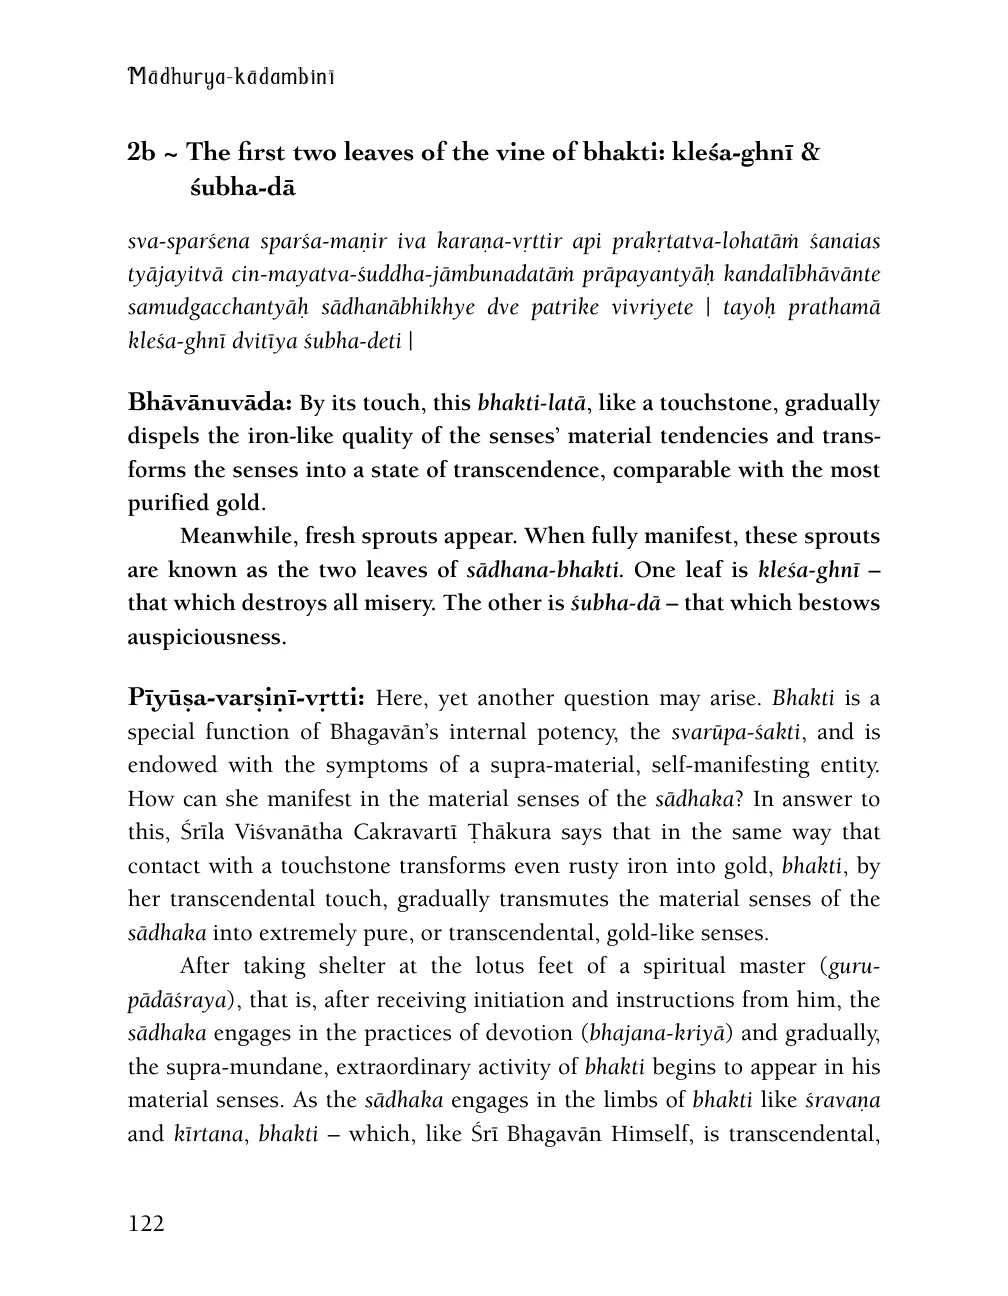 Mādhurya-kādambinī
2b ~ The first two leaves of the vine of bhakti: kleśa-ghnī &
śubha-dā
sva-sparśena sparśa-maṇir iva karaṇa-vṛttir api prakṛtatva-lohatāṁ śanaias
tyājayitvā cin-mayatva-śuddha-jāmbunadatāṁ prāpayantyāḥ kandalībhāvānte
samudgacchantyāḥ sādhanābhikhye dve patrike vivriyete | tayoḥ prathamā
kleśa-ghnī dvitīya śubha-deti |
Bhāvānuvāda: By its touch, this bhakti-latā, like a touchstone, gradually
dispels the iron-like quality of the senses’ material tendencies and trans-
forms the senses into a state of transcendence, comparable with the most
purified gold.
Meanwhile, fresh sprouts appear. When fully manifest, these sprouts
are known as the two leaves of sādhana-bhakti. One leaf is kleśa-ghnī –
that which destroys all misery. The other is śubha-dā – that which bestows
auspiciousness.
Pīyūṣa-varṣiṇī-vṛtti: Here, yet another question may arise. Bhakti is a
special function of Bhagavān’s internal potency, the svarūpa-śakti, and is
endowed with the symptoms of a supra-material, self-manifesting entity.
How can she manifest in the material senses of the sādhaka? In answer to
this, Śrīla Viśvanātha Cakravartī Ṭhākura says that in the same way that
contact with a touchstone transforms even rusty iron into gold, bhakti, by
her transcendental touch, gradually transmutes the material senses of the
sādhaka into extremely pure, or transcendental, gold-like senses.
After taking shelter at the lotus feet of a spiritual master (guru-
pādāśraya), that is, after receiving initiation and instructions from him, the
sādhaka engages in the practices of devotion (bhajana-kriyā) and gradually,
the supra-mundane, extraordinary activity of bhakti begins to appear in his
material senses. As the sādhaka engages in the limbs of bhakti like śravaṇa
and kīrtana, bhakti – which, like Śrī Bhagavān Himself, is transcendental,
122